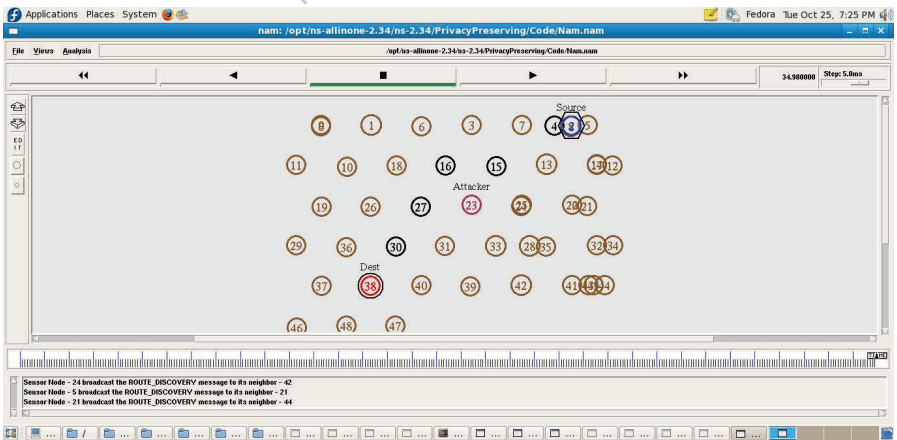 Applications Places System Fedora Tue Oct 25, 7:25 PM
nam: /opt/ns-allinone-2.34/ns-2.34/PrivacyPreserving/Code/Nam.nam
File Views Analysis /opt/ns-allinone-2.34/ns-2.34/PrivacyPreserving/Code/Nam.nam
34.980000 Step: 5.0ms
ED
IT
Source
1 6 3 7 4 5
11 10 18 16 15 13 12
Attacker
19 26 27 23 20 21
29 36 30 31 33 28 35 32 34
Dest
37 38 40 39 42 41
46 48 47
Sensor Node - 24 broadcast the ROUTE_DISCOVERY message to its neighbor - 42
Sensor Node - 5 broadcast the ROUTE_DISCOVERY message to its neighbor - 21
Sensor Node - 21 broadcast the ROUTE_DISCOVERY message to its neighbor - 44
... / ... ... ... ... ... ... ... ... ... ... ... ... ... ... ... ... ...